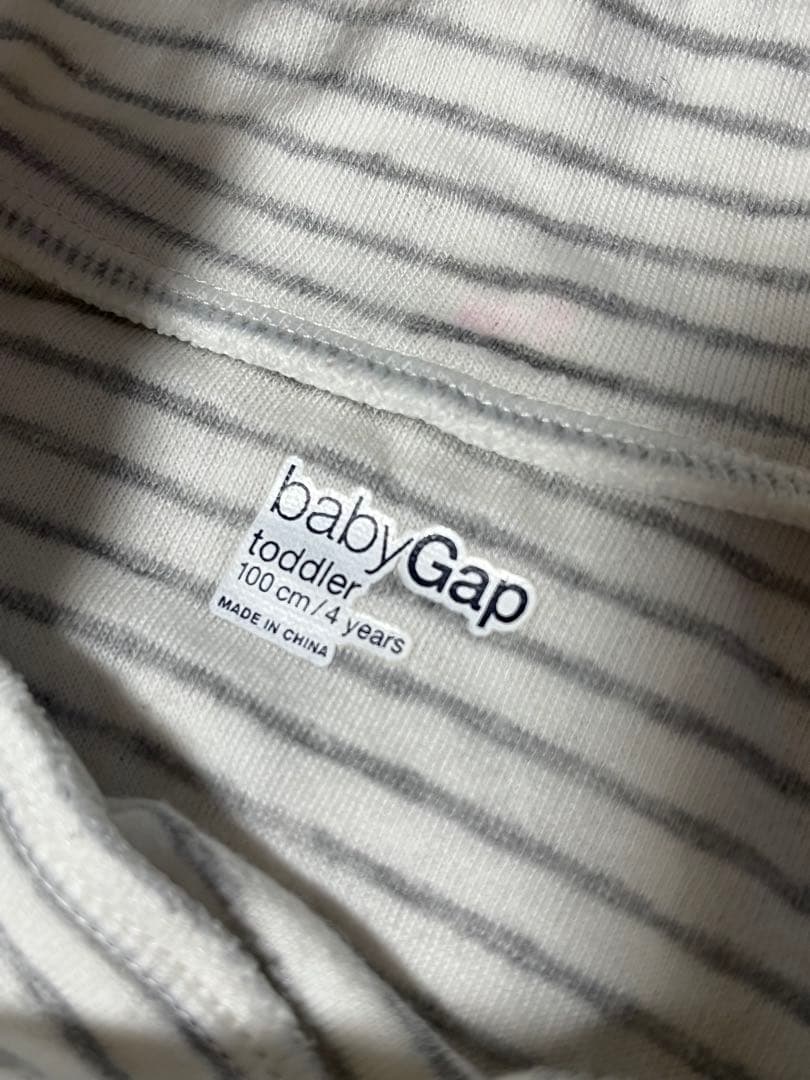 babyGap
toddler
100 cm/4 years
MADE IN CHINA